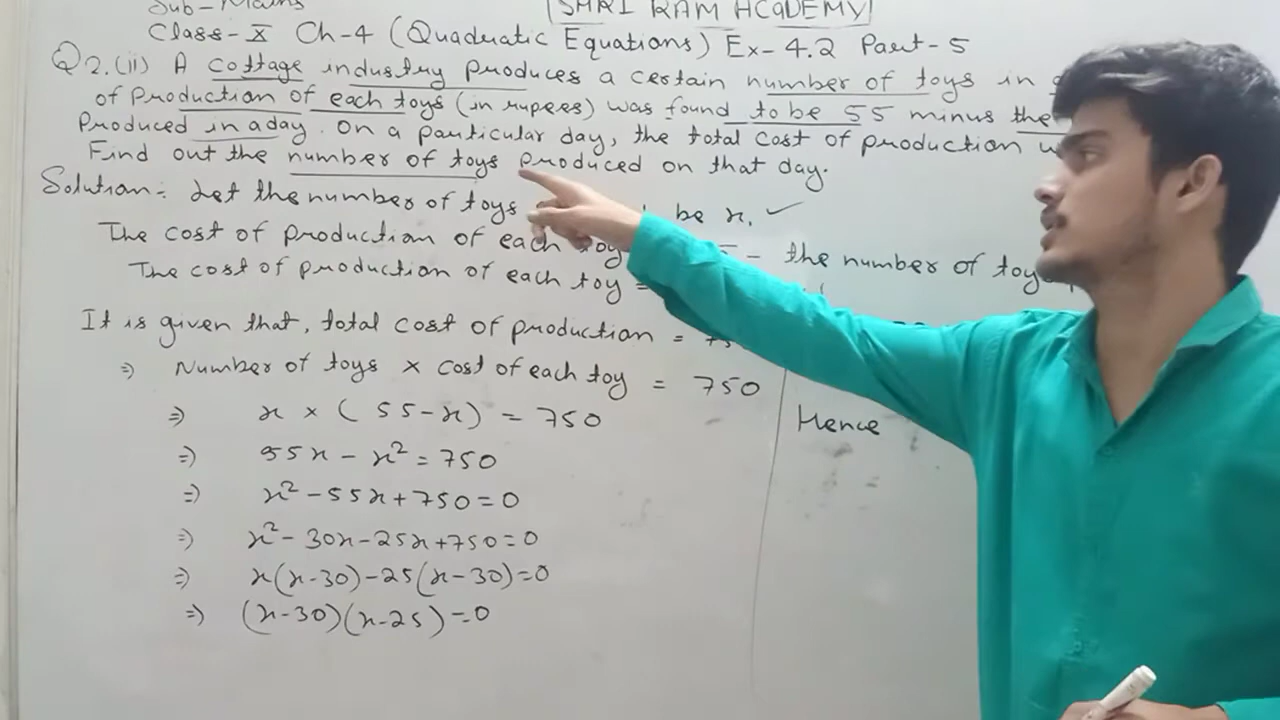 Sub - Maths
SHRI RAM ACADEMY
Class - X Ch-4 (Quadratic Equations) Ex - 4.2 Part - 5
Q 2. (ii) A cottage industry produces a certain number of toys in
of production of each toys (in rupees) was found to be 55 minus the
Produced in a day. On a particular day, the total cost of production
Find out the number of toys produced on that day.
Solution:- Let the number of toys be x. ✓
The cost of production of each toy - the number of toys
The cost of production of each toy =
It is given that, total cost of production =
⇒ Number of toys × cost of each toy = 750
⇒ x × (55-x) = 750
⇒ 55x - x² = 750
⇒ x² - 55x + 750 = 0
⇒ x² - 30x - 25x + 750 = 0
⇒ x(x-30) - 25(x-30) = 0
⇒ (x-30)(x-25) = 0
Hence